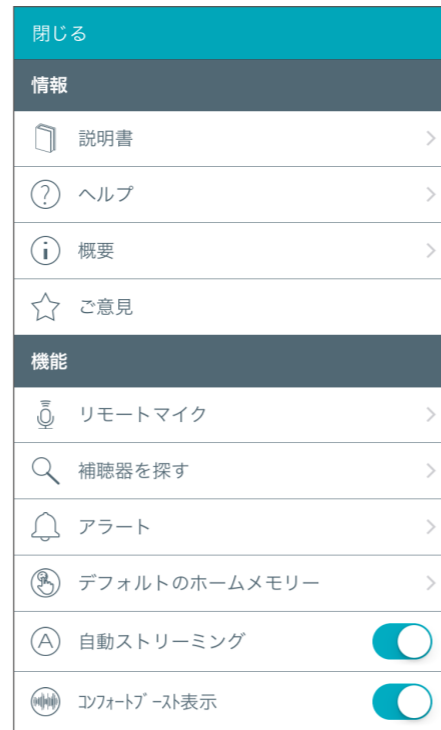 閉じる
情報
説明書
ヘルプ
概要
ご意見
機能
リモートマイク
補聴器を探す
アラート
デフォルトのホームメモリー
自動ストリーミング
ｺﾝﾌｫｰﾄﾌﾞｰｽﾄ表示